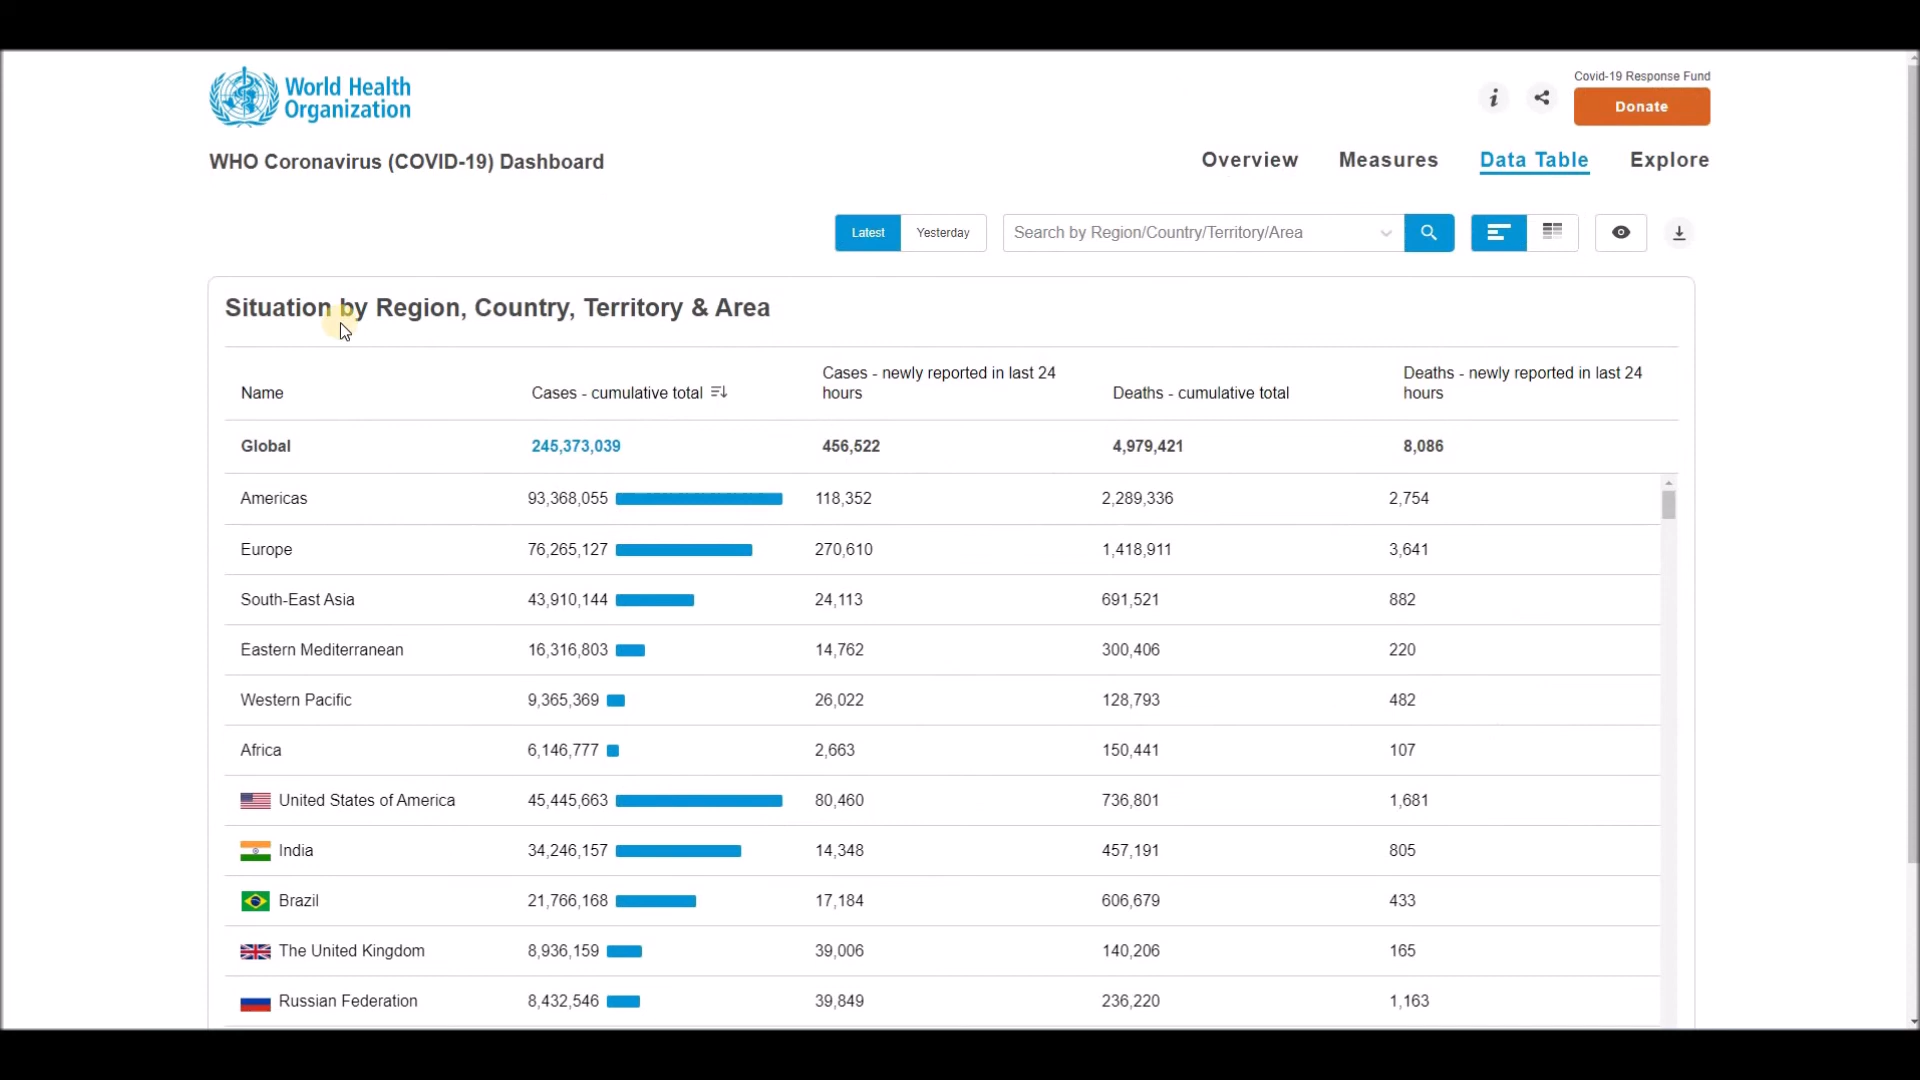 World Health
Organization
Covid-19 Response Fund
Donate
WHO Coronavirus (COVID-19) Dashboard
Overview Measures Data Table Explore
Latest Yesterday Search by Region/Country/Territory/Area
Situation by Region, Country, Territory & Area
Name Cases - cumulative total Cases - newly reported in last 24 hours Deaths - cumulative total Deaths - newly reported in last 24 hours
Global 245,373,039 456,522 4,979,421 8,086
Americas 93,368,055 118,352 2,289,336 2,754
Europe 76,265,127 270,610 1,418,911 3,641
South-East Asia 43,910,144 24,113 691,521 882
Eastern Mediterranean 16,316,803 14,762 300,406 220
Western Pacific 9,365,369 26,022 128,793 482
Africa 6,146,777 2,663 150,441 107
United States of America 45,445,663 80,460 736,801 1,681
India 34,246,157 14,348 457,191 805
Brazil 21,766,168 17,184 606,679 433
The United Kingdom 8,936,159 39,006 140,206 165
Russian Federation 8,432,546 39,849 236,220 1,163